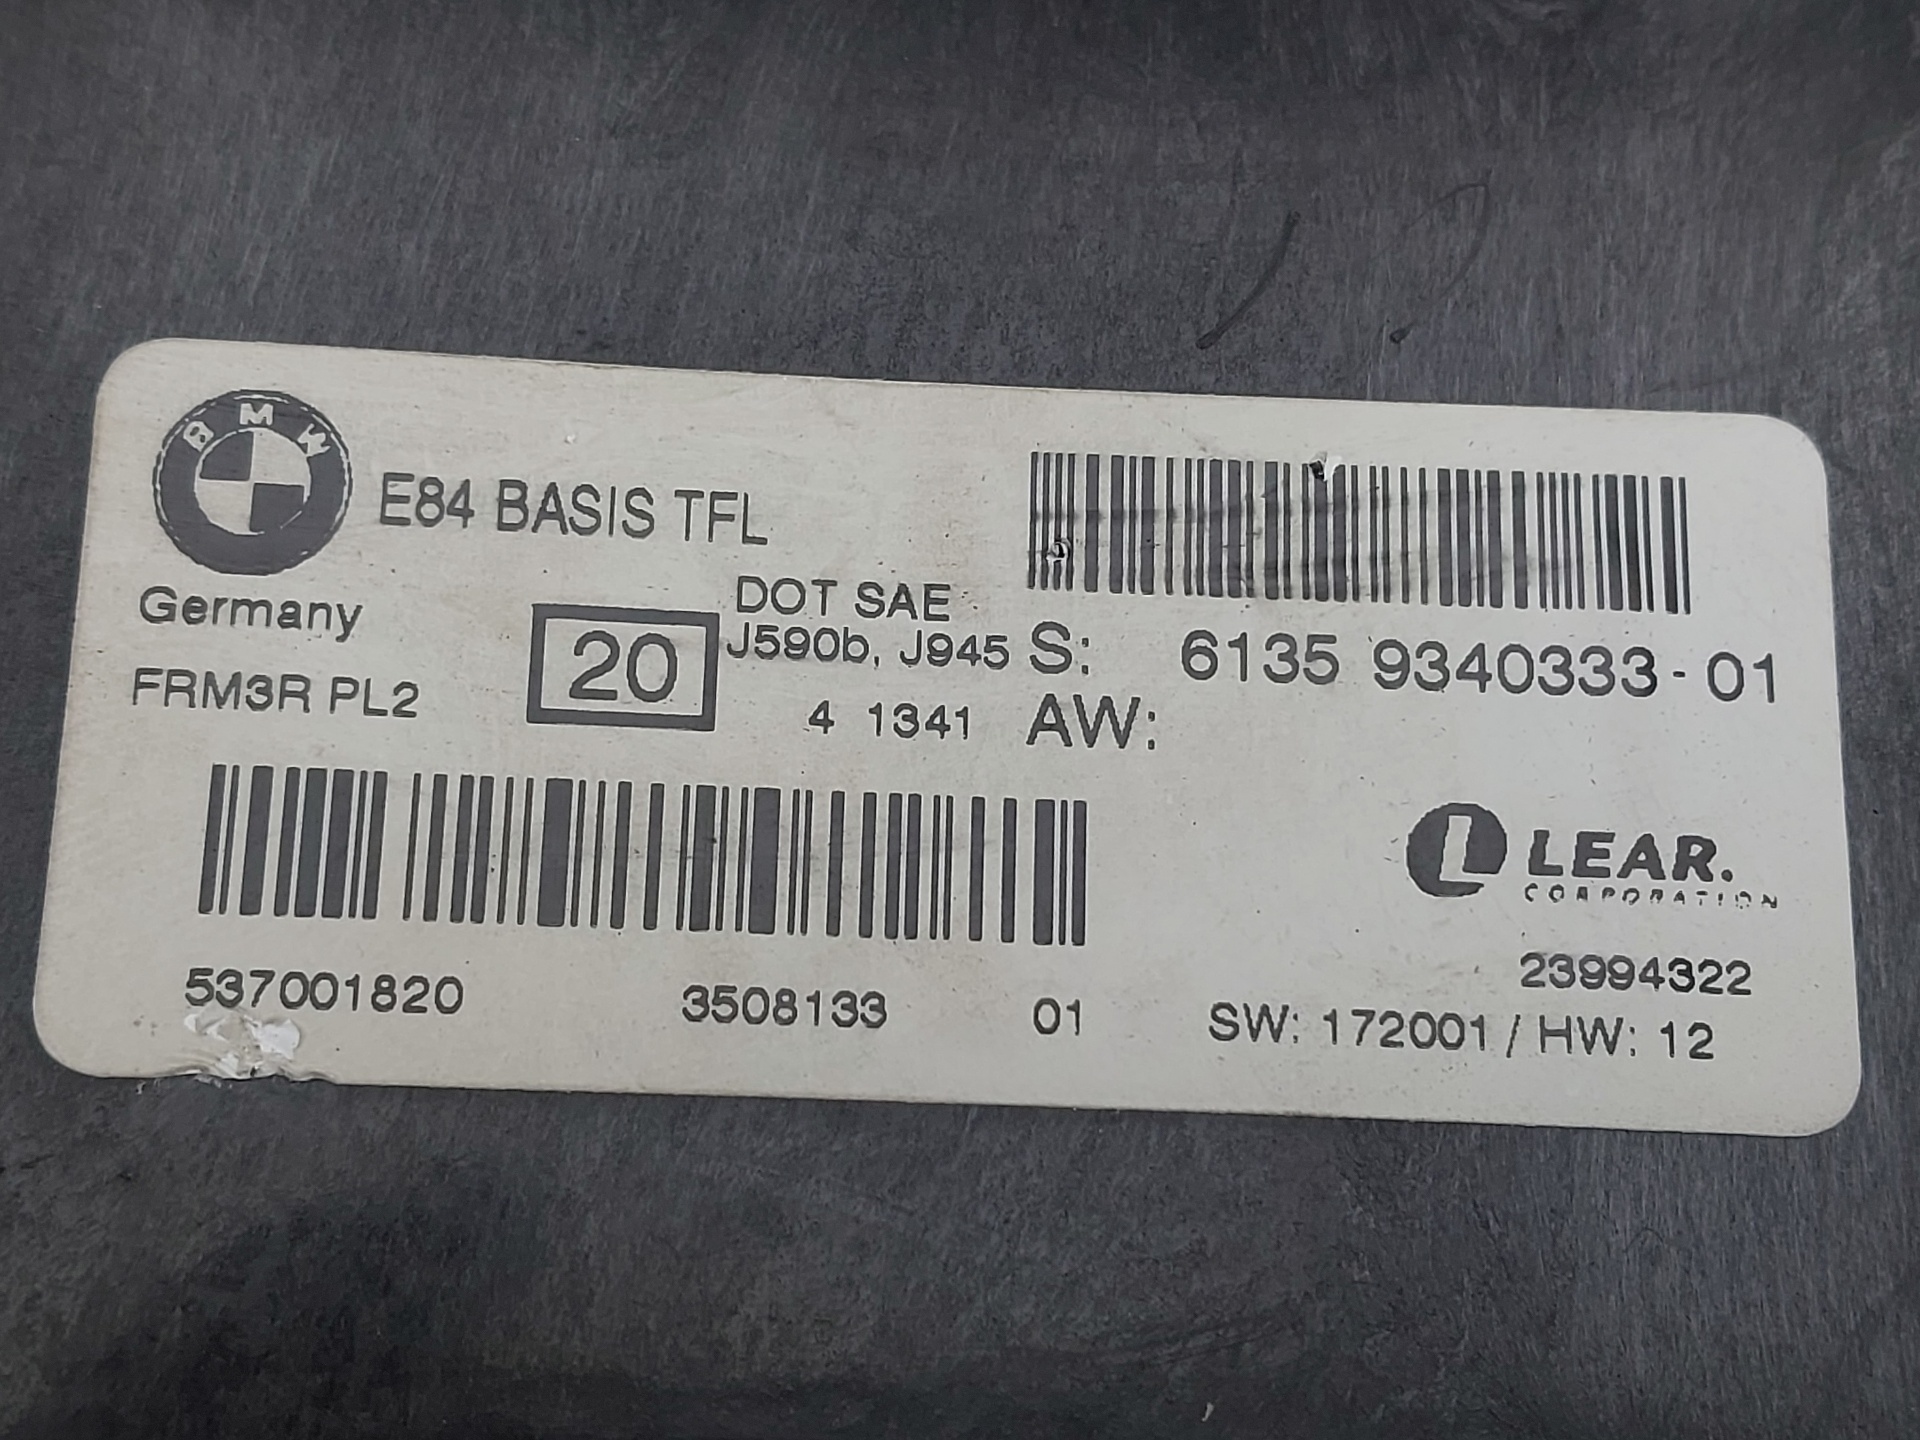 BMW
E84 BASIS TFL
Germany
FRM3R PL2
20
DOT SAE
J590b, J945
4 1341
S: 6135 9340333-01
AW:
L LEAR.
CORPORATION
537001820 3508133 01
23994322
SW: 172001 / HW: 12